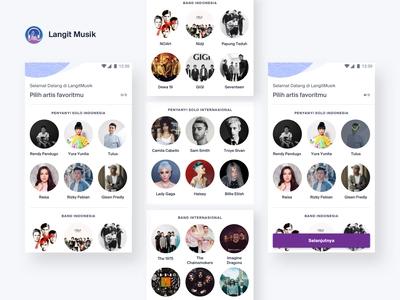 Langit Musik
12:30
Selamat Datang di LangitMusik
Pilih artis favoritmu
PENYANYI SOLO INDONESIA
Rendy Pandugo
Yura Yunita
Tulus
Raisa
Rizky Febian
Glenn Fredly
BAND INDONESIA
BAND INDONESIA
NOAH
Nidji
Payung Teduh
GIGI
Dewa 19
GIGI
Seventeen
PENYANYI SOLO INTERNASIONAL
Camila Cabello
Sam Smith
Troye Sivan
Lady Gaga
Halsey
Billie Eilish
BAND INTERNASIONAL
The 1975
The
Chainsmokers
Imagine
Dragons
12:30
Selamat Datang di LangitMusik
Pilih artis favoritmu
PENYANYI SOLO INDONESIA
Rendy Pandugo
Yura Yunita
Tulus
Raisa
Rizky Febian
Glenn Fredly
BAND INDONESIA
Selanjutnya